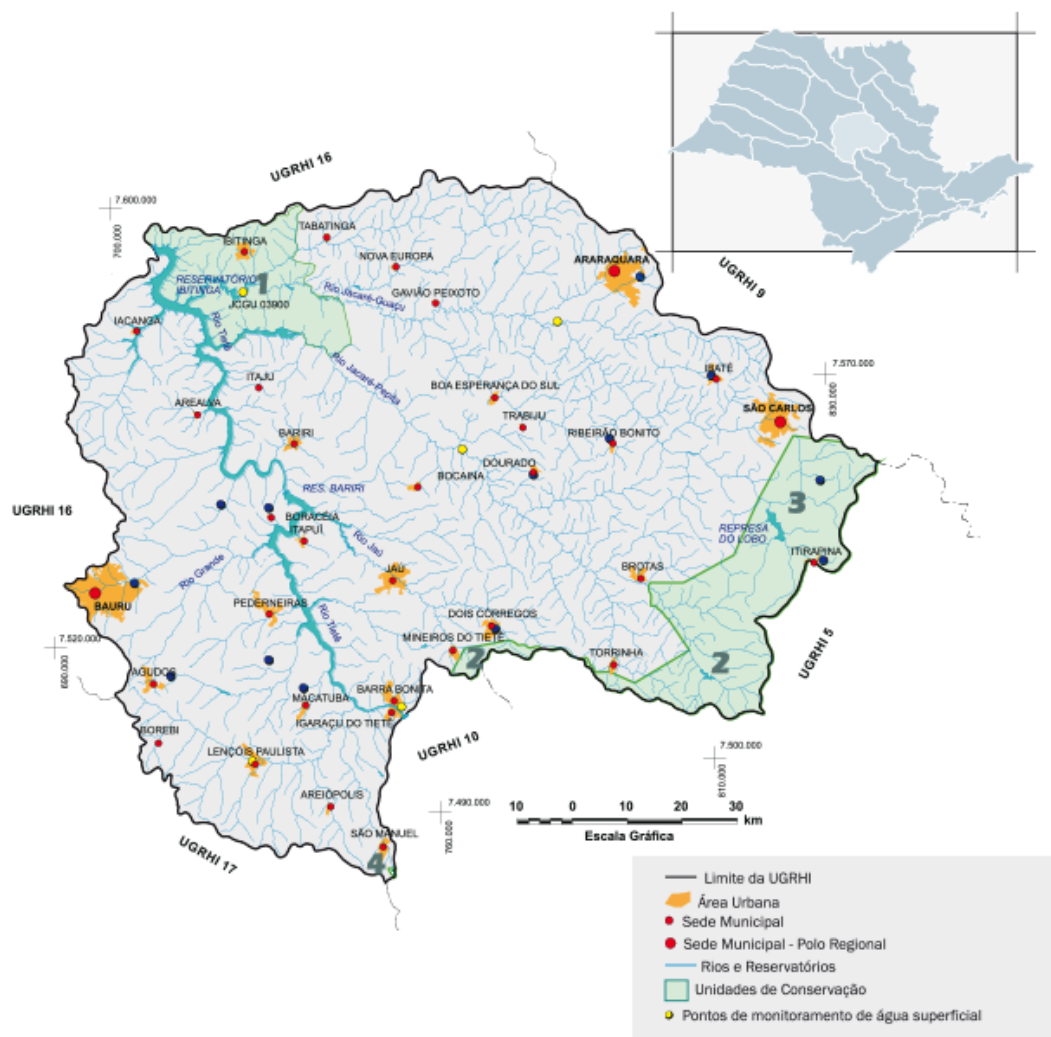 UGRHI 16
7.600.000
700.000
TABATINGA
IBITINGA
NOVA EUROPA
ARARAQUARA
UGRHI 9
RESERVATÓRIO
IBITINGA
1
GAVIÃO PEIXOTO
Rio Jacaré-Guaçu
JCGU 03900
IACANGA
Rio Tietê
Rio Jacaré-Pepira
7.570.000
830.000
IBATÉ
ITAJU
BOA ESPERANÇA DO SUL
AREALVA
TRABIJU
SÃO CARLOS
BARIRI
RIBEIRÃO BONITO
DOURADO
BOCAINA
RES. BARIRI
3
UGRHI 16
BORACÉIA
ITAPUÍ
REPRESA
DO LOBO
Rio Jaú
ITIRAPINA
Rio Grande
JAÚ
BROTAS
BAURU
PEDERNEIRAS
Rio Tietê
DOIS CÓRREGOS
7.520.000
690.000
MINEIROS DO TIETÊ
2
TORRINHA
2
UGRHI 5
AGUDOS
BARRA BONITA
MACATUBA
IGARAÇU DO TIETÊ
BOREBI
UGRHI 10
7.500.000
810.000
LENÇÓIS PAULISTA
AREIÓPOLIS
7.490.000
760.000
10 0 10 20 30
km
Escala Gráfica
SÃO MANUEL
4
UGRHI 17
Limite da UGRHI
Área Urbana
Sede Municipal
Sede Municipal - Polo Regional
Rios e Reservatórios
Unidades de Conservação
Pontos de monitoramento de água superficial